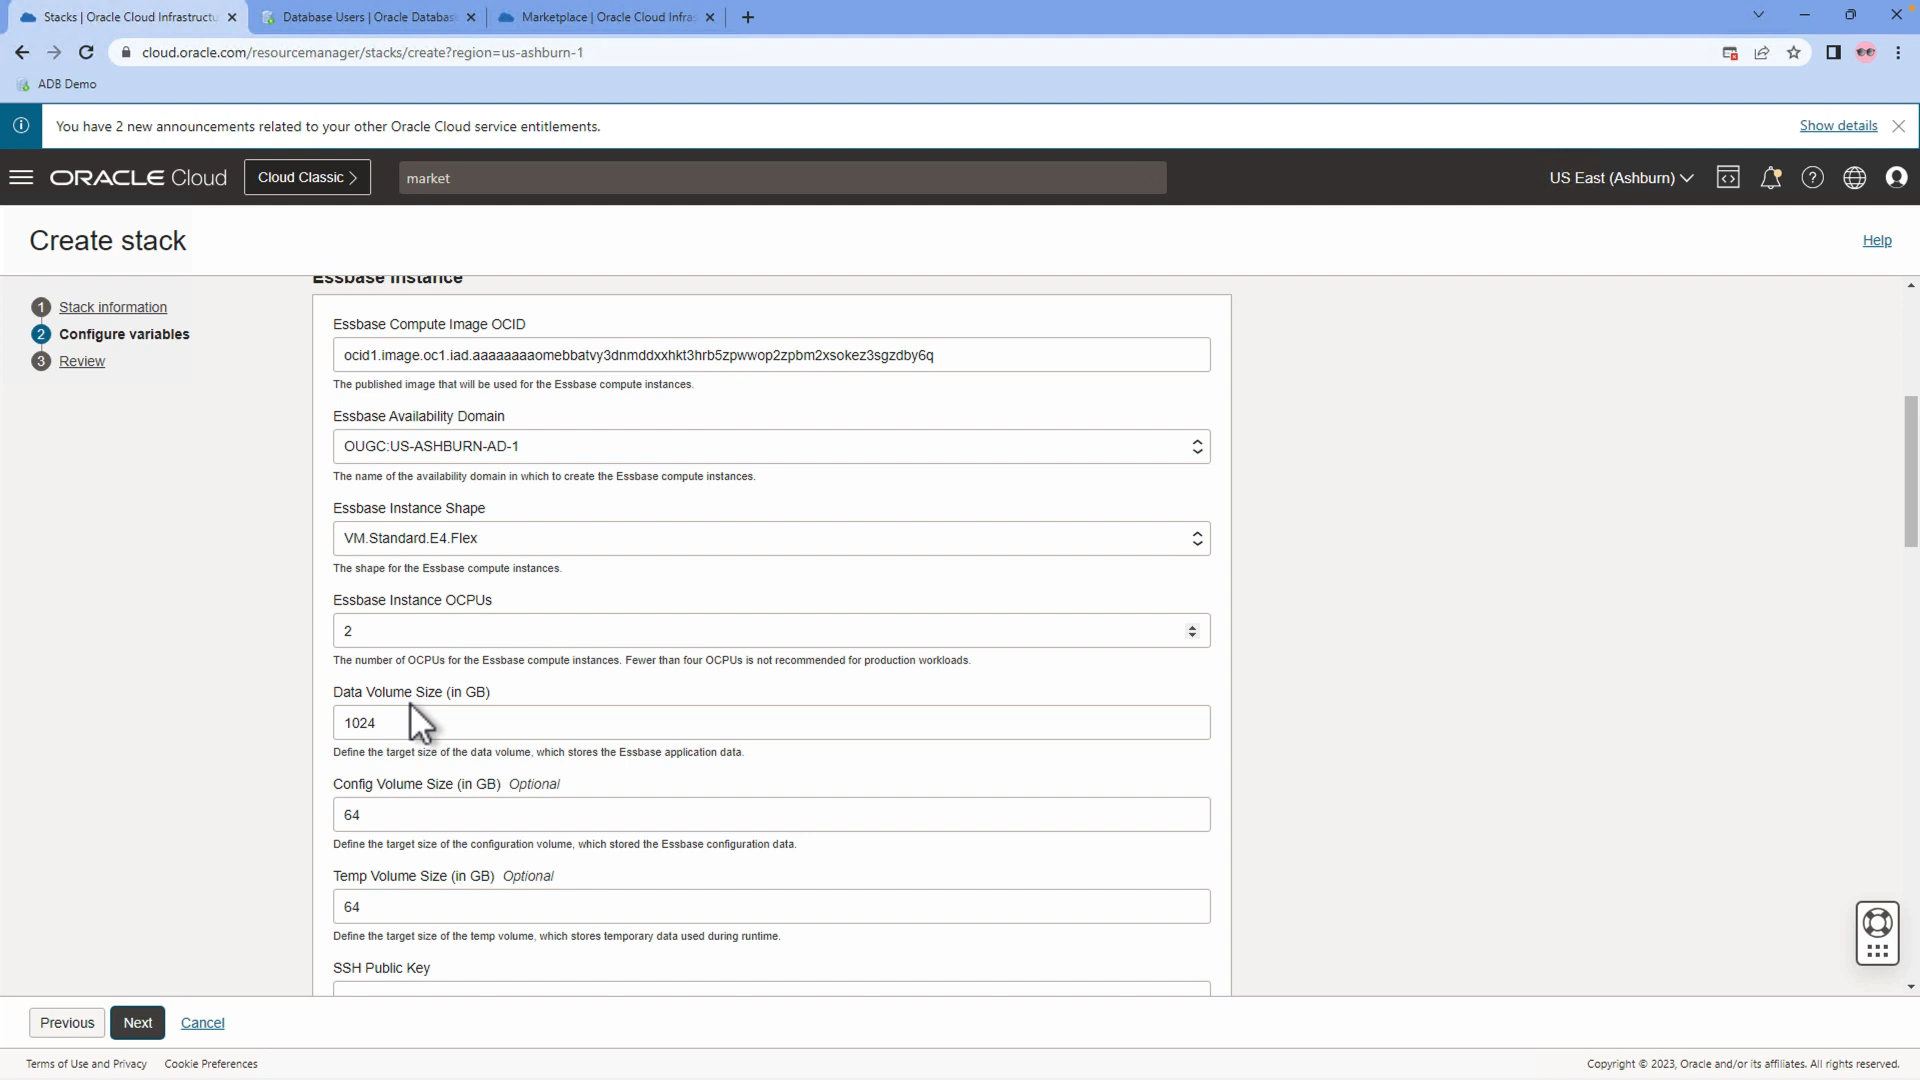 Stacks | Oracle Cloud Infrastructu
Database Users | Oracle Databas
Marketplace | Oracle Cloud Infra
cloud.oracle.com/resourcemanager/stacks/create?region=us-ashburn-1
ADB Demo
You have 2 new announcements related to your other Oracle Cloud service entitlements.
Show details
ORACLE Cloud
Cloud Classic
market
US East (Ashburn)
Create stack
Help
1 Stack information
2 Configure variables
3 Review
Essbase Instance
Essbase Compute Image OCID
ocid1.image.oc1.iad.aaaaaaaaomebbatvy3dnmddxxhkt3hrb5zpwwop2zpbm2xsokez3sgzdby6q
The published image that will be used for the Essbase compute instances.
Essbase Availability Domain
OUGC:US-ASHBURN-AD-1
The name of the availability domain in which to create the Essbase compute instances.
Essbase Instance Shape
VM.Standard.E4.Flex
The shape for the Essbase compute instances.
Essbase Instance OCPUs
2
The number of OCPUs for the Essbase compute instances. Fewer than four OCPUs is not recommended for production workloads.
Data Volume Size (in GB)
1024
Define the target size of the data volume, which stores the Essbase application data.
Config Volume Size (in GB) Optional
64
Define the target size of the configuration volume, which stored the Essbase configuration data.
Temp Volume Size (in GB) Optional
64
Define the target size of the temp volume, which stores temporary data used during runtime.
SSH Public Key
Previous
Next
Cancel
Terms of Use and Privacy
Cookie Preferences
Copyright © 2023, Oracle and/or its affiliates. All rights reserved.